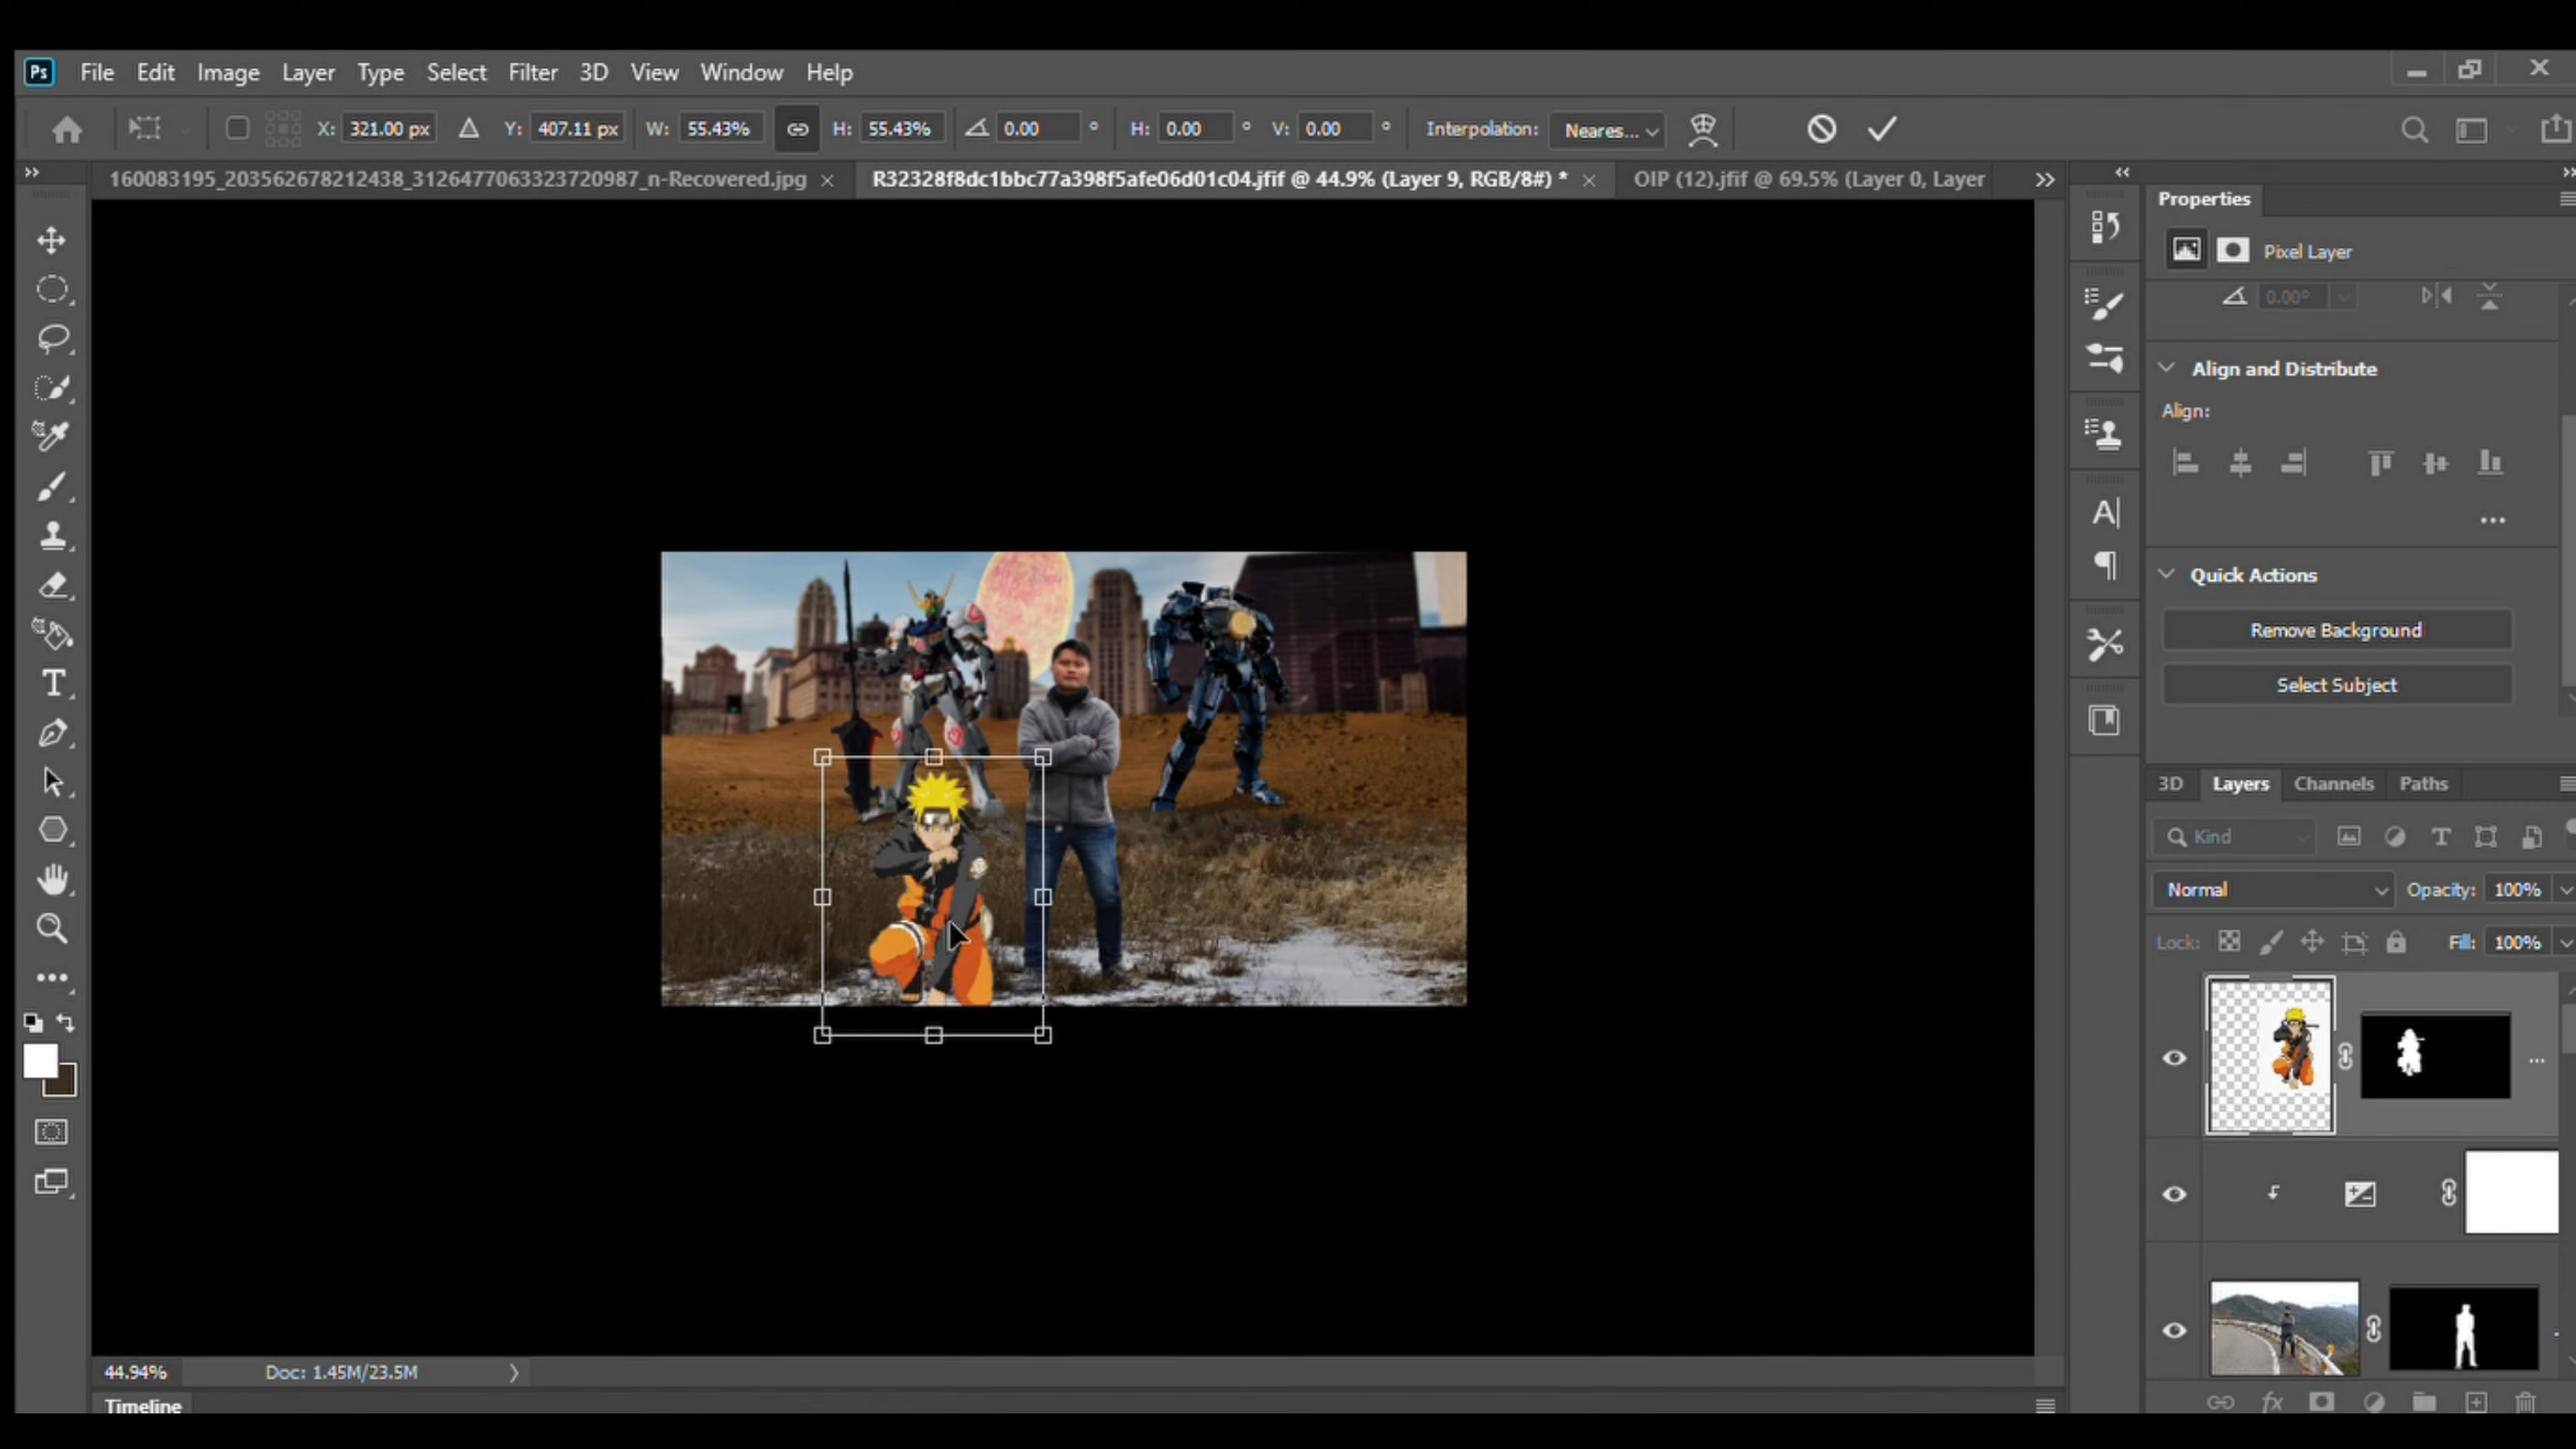 Ps File Edit Image Layer Type Select Filter 3D View Window Help
X: 321.00 px Y: 407.11 px W: 55.43% H: 55.43% 0.00 ° H: 0.00 ° V: 0.00 ° Interpolation: Neares...
160083195_203562678212438_3126477063323720987_n-Recovered.jpg × R32328f8dc1bbc77a398f5afe06d01c04.jfif @ 44.9% (Layer 9, RGB/8#) * × OIP (12).jfif @ 69.5% (Layer 0, Layer
Properties
Pixel Layer
0.00°
Align and Distribute
Align:
Quick Actions
Remove Background
Select Subject
3D Layers Channels Paths
Kind
Normal Opacity: 100%
Lock: Fill: 100%
44.94% Doc: 1.45M/23.5M
Timeline